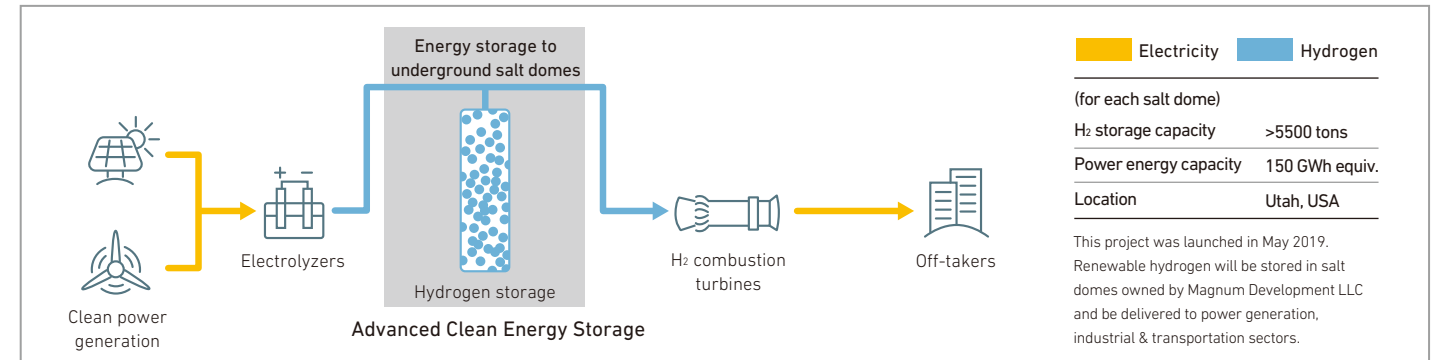 Energy storage to
underground salt domes
+ −
Electrolyzers
Clean power
generation
Hydrogen storage
Advanced Clean Energy Storage
H2 combustion
turbines
Off-takers
Electricity
Hydrogen
(for each salt dome)
H2 storage capacity >5500 tons
Power energy capacity 150 GWh equiv.
Location Utah, USA
This project was launched in May 2019.
Renewable hydrogen will be stored in salt
domes owned by Magnum Development LLC
and be delivered to power generation,
industrial & transportation sectors.